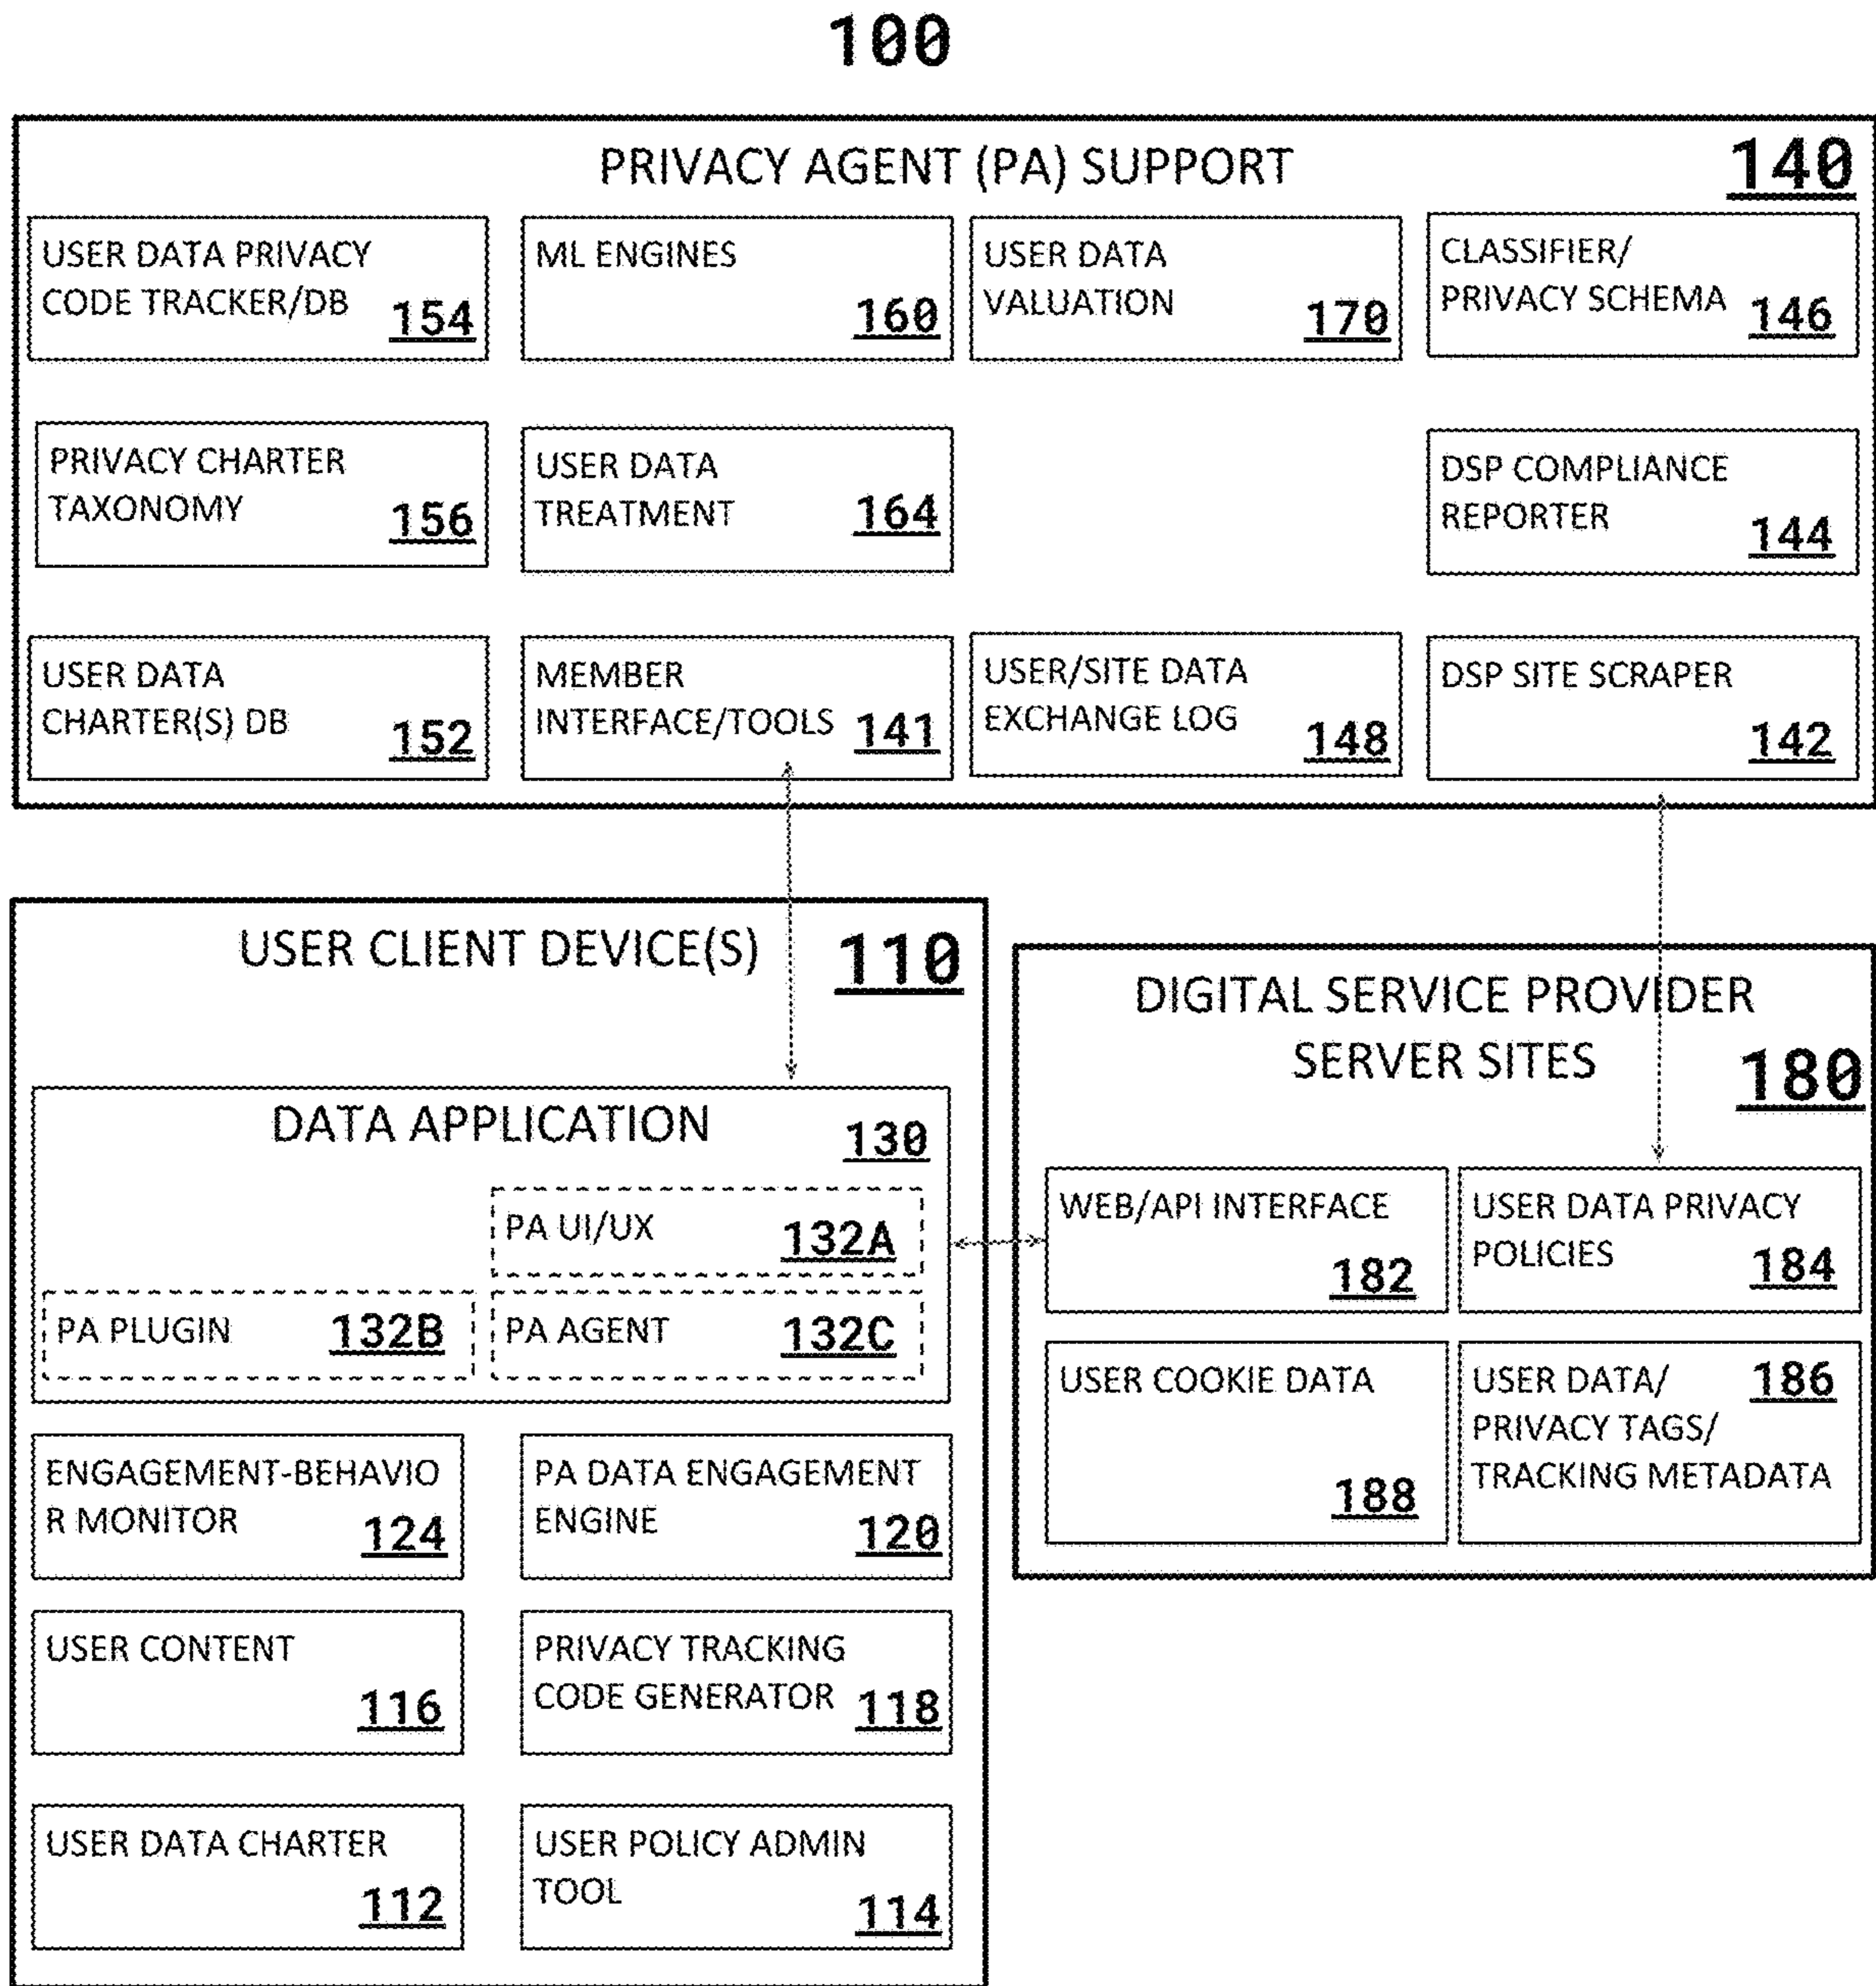 100
PRIVACY AGENT (PA) SUPPORT
140
USER DATA PRIVACY
CODE TRACKER/DB
154
ML ENGINES
160
USER DATA
VALUATION
170
CLASSIFIER/
PRIVACY SCHEMA
146
PRIVACY CHARTER
TAXONOMY
156
USER DATA
TREATMENT
164
DSP COMPLIANCE
REPORTER
144
USER DATA
CHARTER(S) DB
152
MEMBER
INTERFACE/TOOLS
141
USER/SITE DATA
EXCHANGE LOG
148
DSP SITE SCRAPER
142
USER CLIENT DEVICE(S)
110
DATA APPLICATION
130
PA UI/UX
132A
PA PLUGIN
132B
PA AGENT
132C
ENGAGEMENT-BEHAVIO
R MONITOR
124
PA DATA ENGAGEMENT
ENGINE
120
USER CONTENT
116
PRIVACY TRACKING
CODE GENERATOR
118
USER DATA CHARTER
112
USER POLICY ADMIN
TOOL
114
DIGITAL SERVICE PROVIDER
SERVER SITES
180
WEB/API INTERFACE
182
USER DATA PRIVACY
POLICIES
184
USER COOKIE DATA
188
USER DATA/
186
PRIVACY TAGS/
TRACKING METADATA